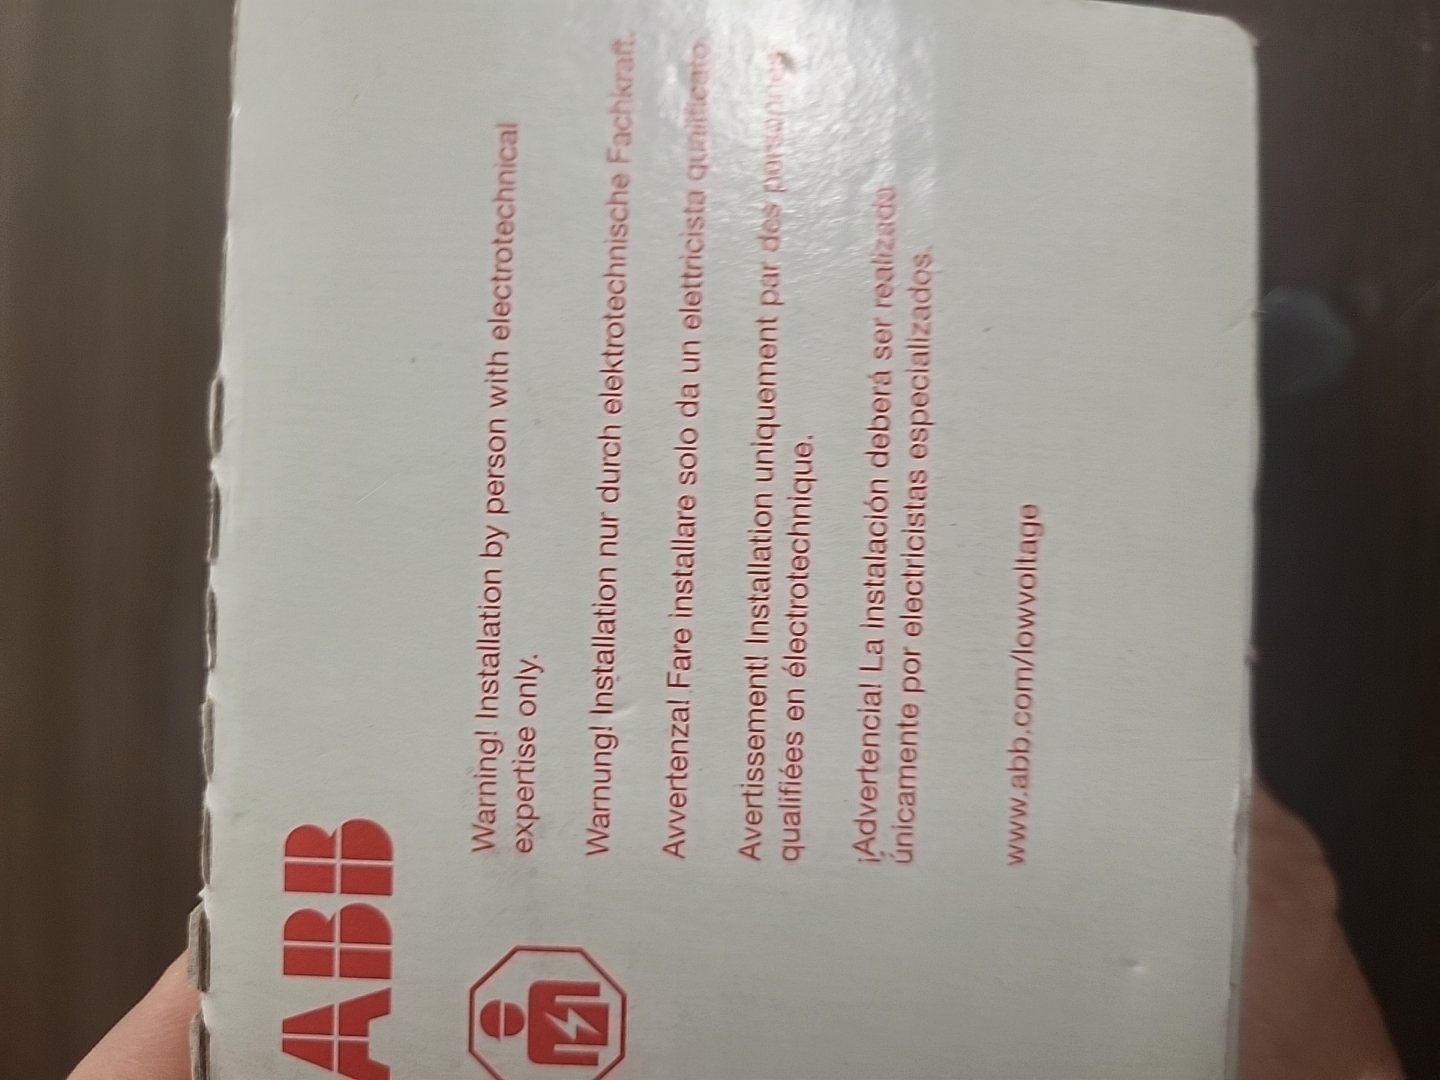 ABB
Warning! Installation by person with electrotechnical
expertise only.
Warnung! Installation nur durch elektrotechnische Fachkraft.
Avvertenza! Fare installare solo da un elettricista qualificato.
Avertissement! Installation uniquement par des personnes
qualifiées en électrotechnique.
¡Advertencia! La instalación deberá ser realizada
únicamente por electricistas especializados.
www.abb.com/lowvoltage